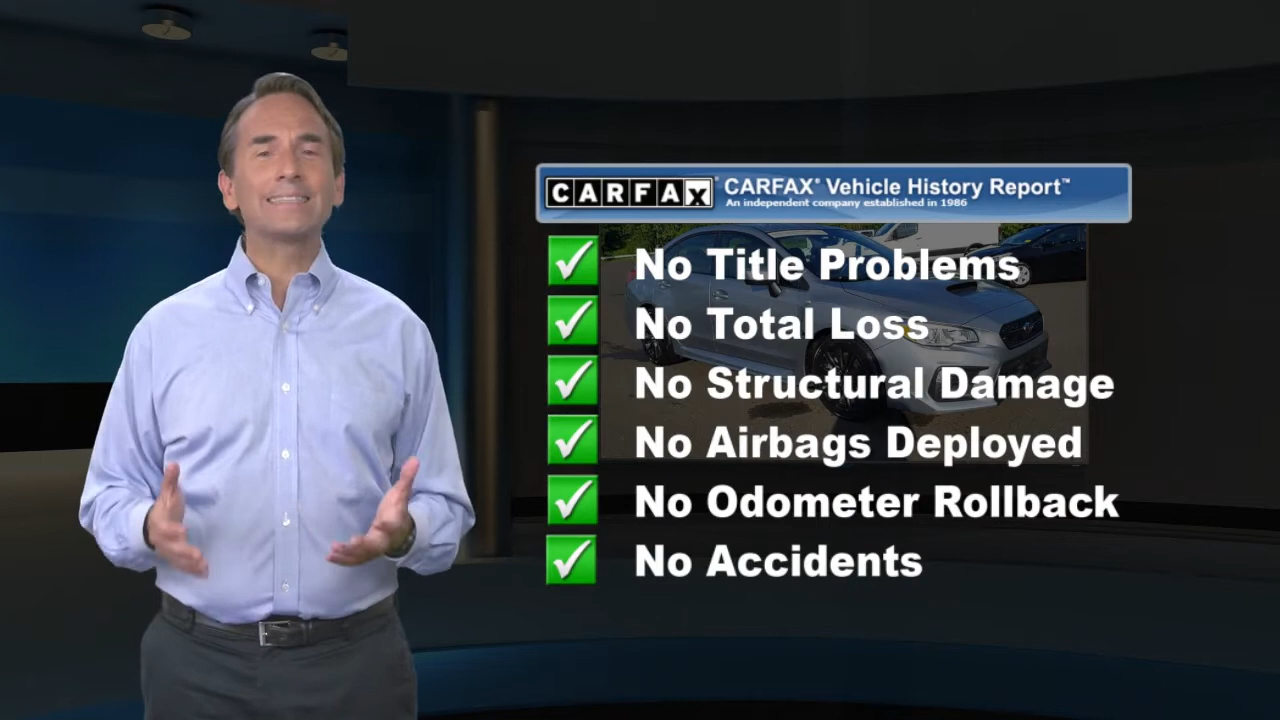 CARFAX
CARFAX® Vehicle History Report™
An independent company established in 1986
No Title Problems
No Total Loss
No Structural Damage
No Airbags Deployed
No Odometer Rollback
No Accidents